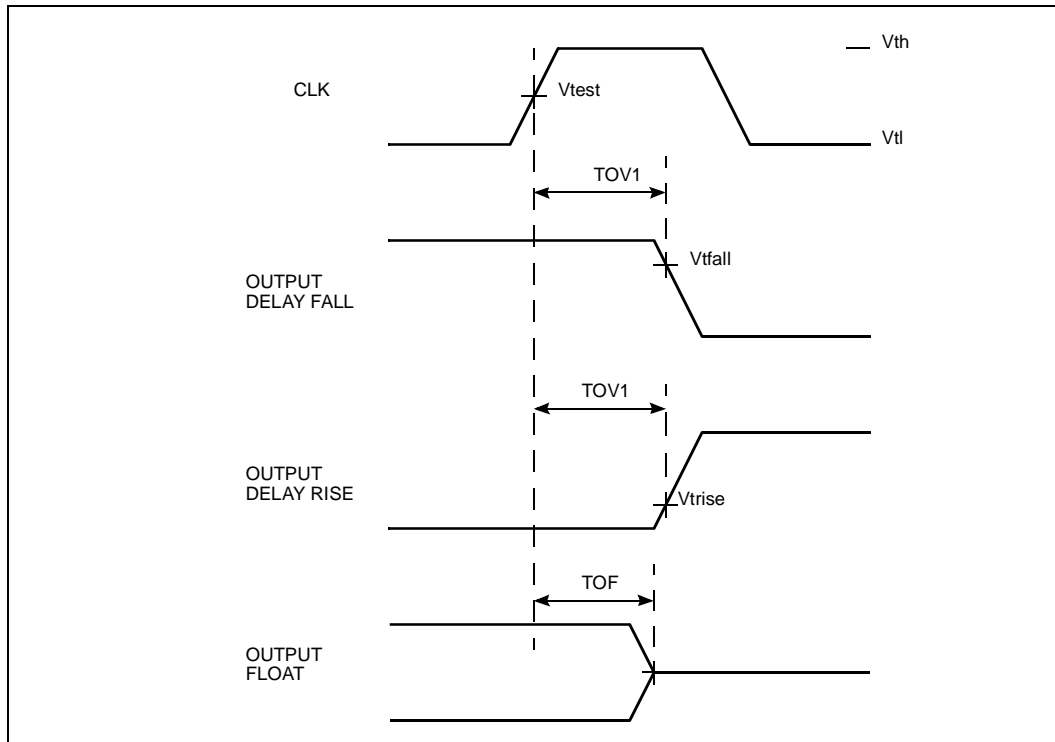 Vth
CLK
Vtest
Vtl
TOV1
Vtfall
OUTPUT
DELAY FALL
TOV1
OUTPUT
DELAY RISE
Vtrise
TOF
OUTPUT
FLOAT